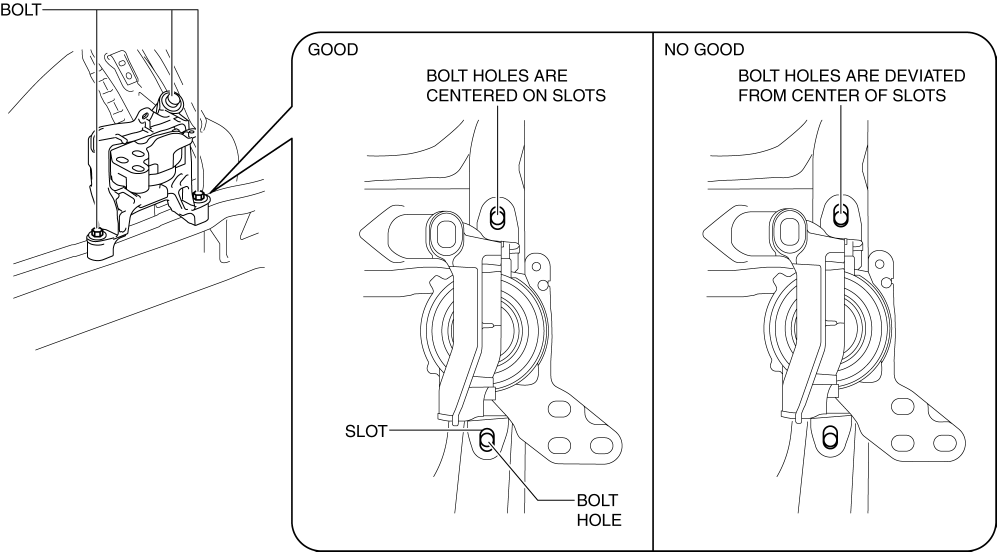 BOLT
GOOD
BOLT HOLES ARE
CENTERED ON SLOTS
SLOT
BOLT
HOLE
NO GOOD
BOLT HOLES ARE DEVIATED
FROM CENTER OF SLOTS